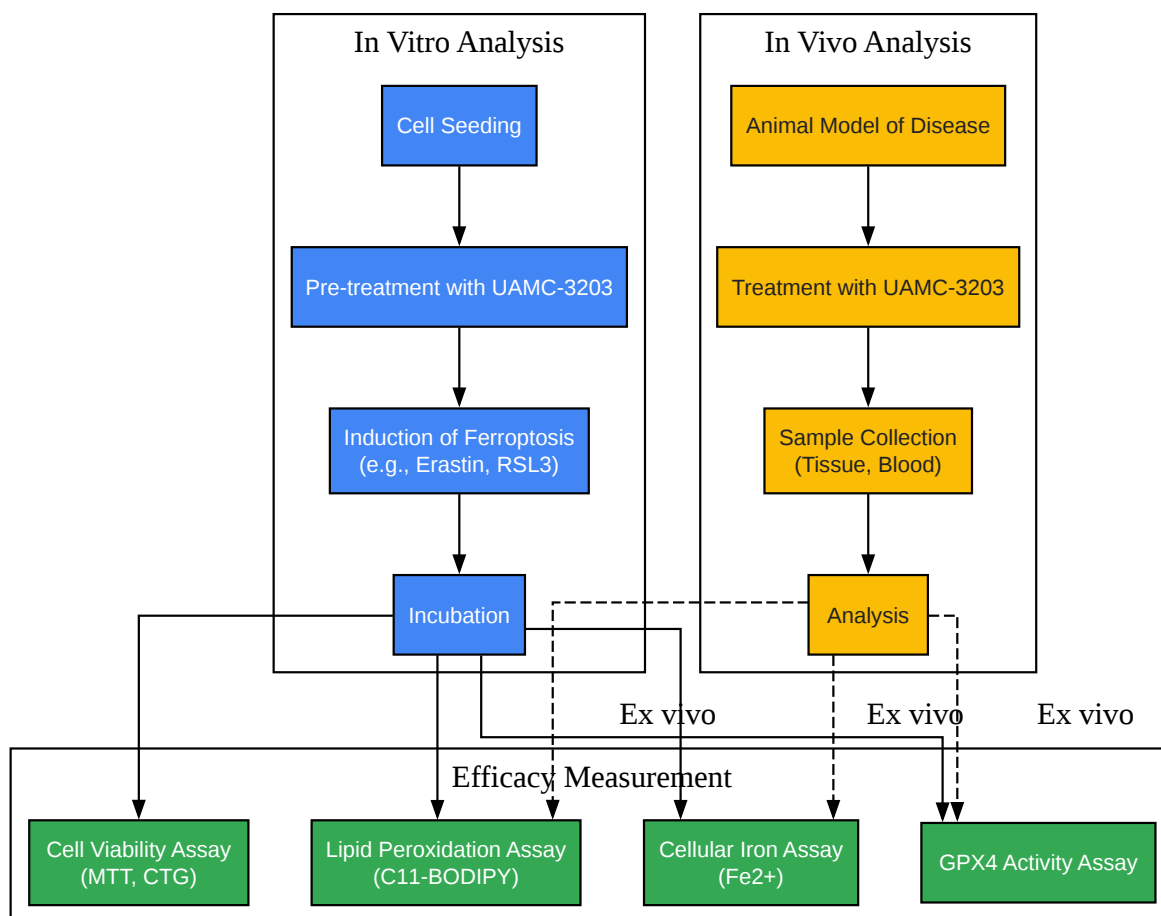 In Vitro Analysis
In Vivo Analysis
Cell Seeding
Animal Model of Disease
Pre-treatment with UAMC-3203
Treatment with UAMC-3203
Induction of Ferroptosis
(e.g., Erastin, RSL3)
Sample Collection
(Tissue, Blood)
Incubation
Analysis
Ex vivo
Ex vivo
Ex vivo
Efficacy Measurement
Cell Viability Assay
(MTT, CTG)
Lipid Peroxidation Assay
(C11-BODIPY)
Cellular Iron Assay
(Fe2+)
GPX4 Activity Assay